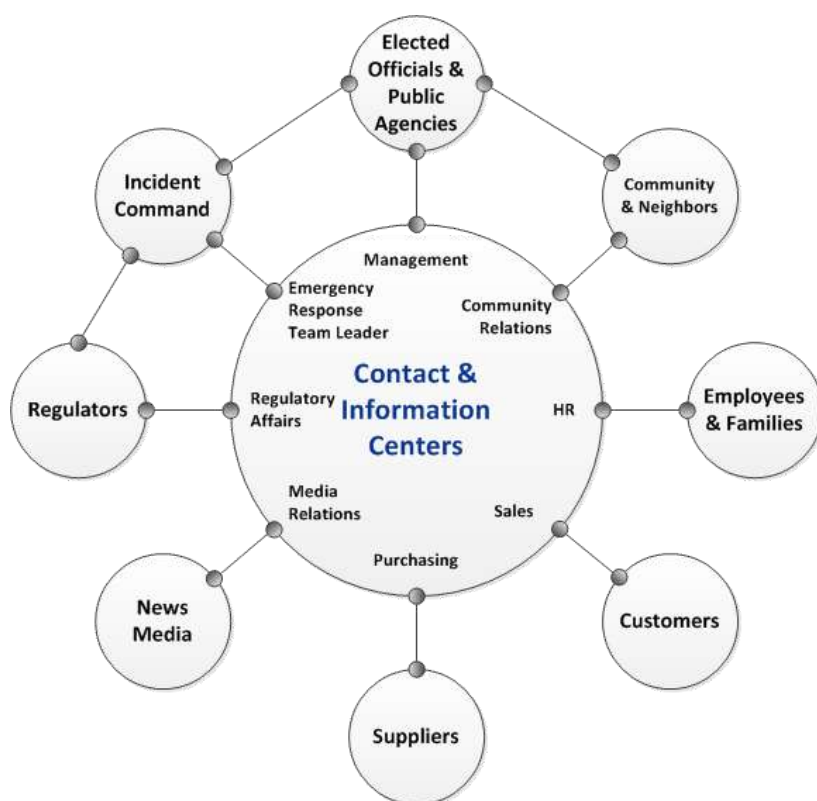 Elected
Officials &
Public
Agencies
Incident
Command
Community
& Neighbors
Management
Emergency
Response
Team Leader
Community
Relations
Contact &
Information
Centers
Regulators
Regulatory
Affairs
HR
Employees
& Families
Media
Relations
Sales
Purchasing
News
Media
Customers
Suppliers